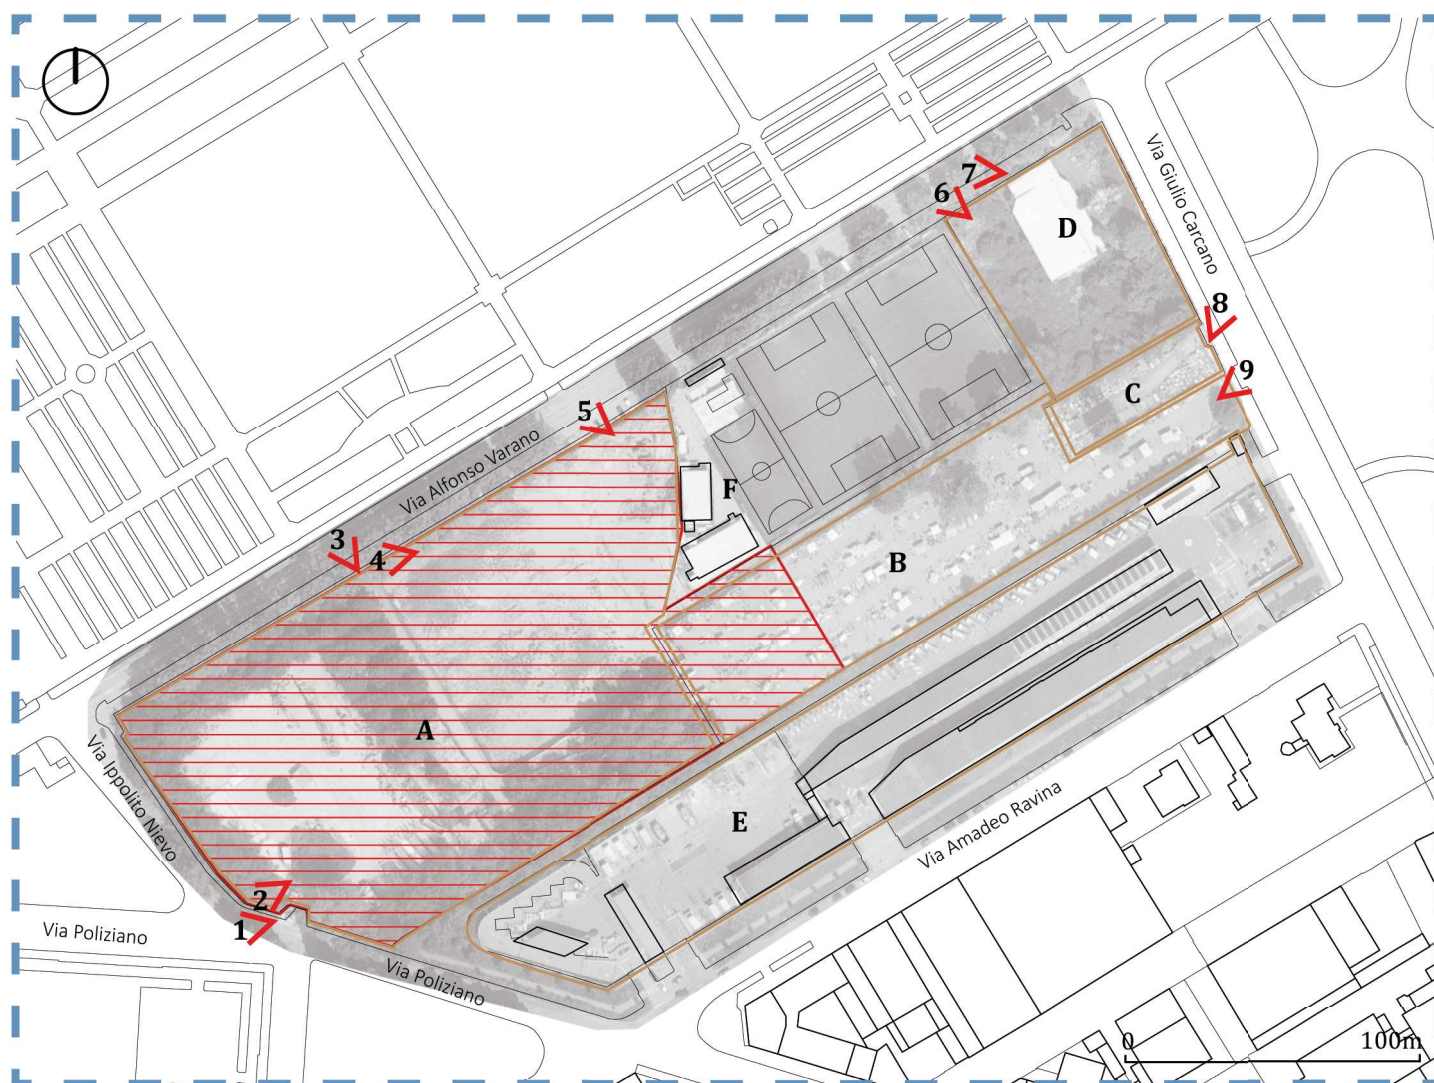 Via Giulio Carcano
7
6
D
8
9
C
5
Via Alfonso Varano
F
3
4
B
A
Via Ippolito Nievo
E
Via Amadeo Ravina
2
1
Via Poliziano
Via Poliziano
0
100m